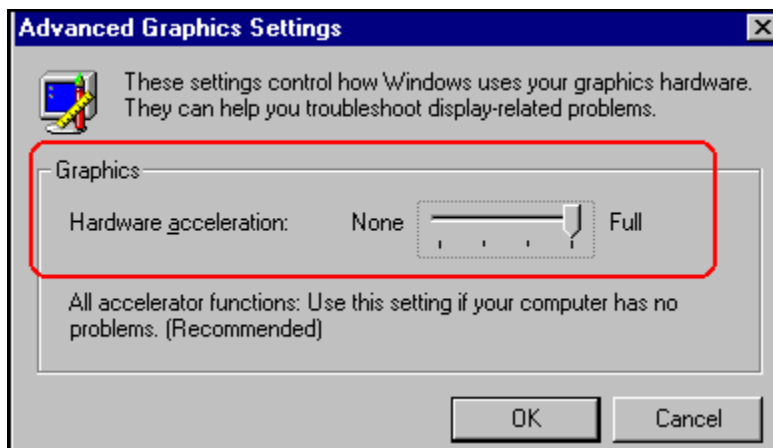 Advanced Graphics Settings
These settings control how Windows uses your graphics hardware.
They can help you troubleshoot display-related problems.
Graphics
Hardware acceleration: None Full
All accelerator functions: Use this setting if your computer has no
problems. (Recommended)
OK Cancel